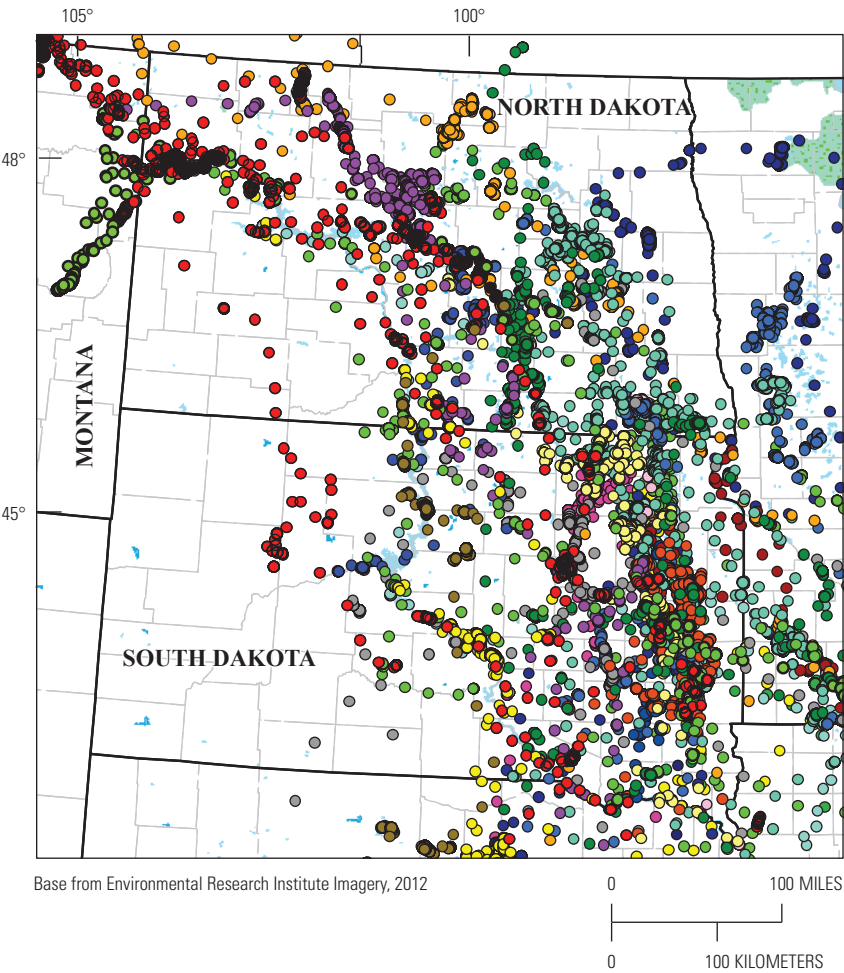 105° 100°
NORTH DAKOTA
48°
MONTANA
45°
SOUTH DAKOTA
Base from Environmental Research Institute Imagery, 2012
0 100 MILES
0 100 KILOMETERS